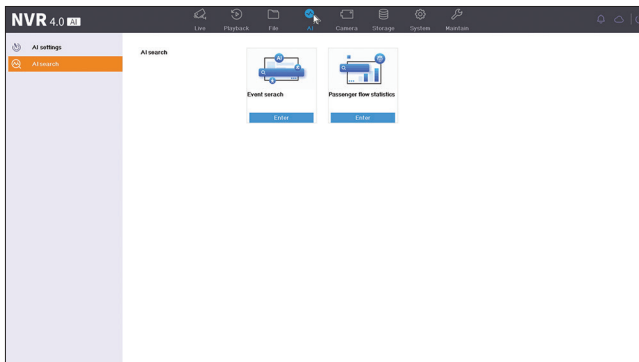 NVR 4.0 AI
Live Playback File AI Camera Storage System Maintain
AI settings
AI search
AI search
AI
Event serach
Enter
Passenger flow statistics
Enter